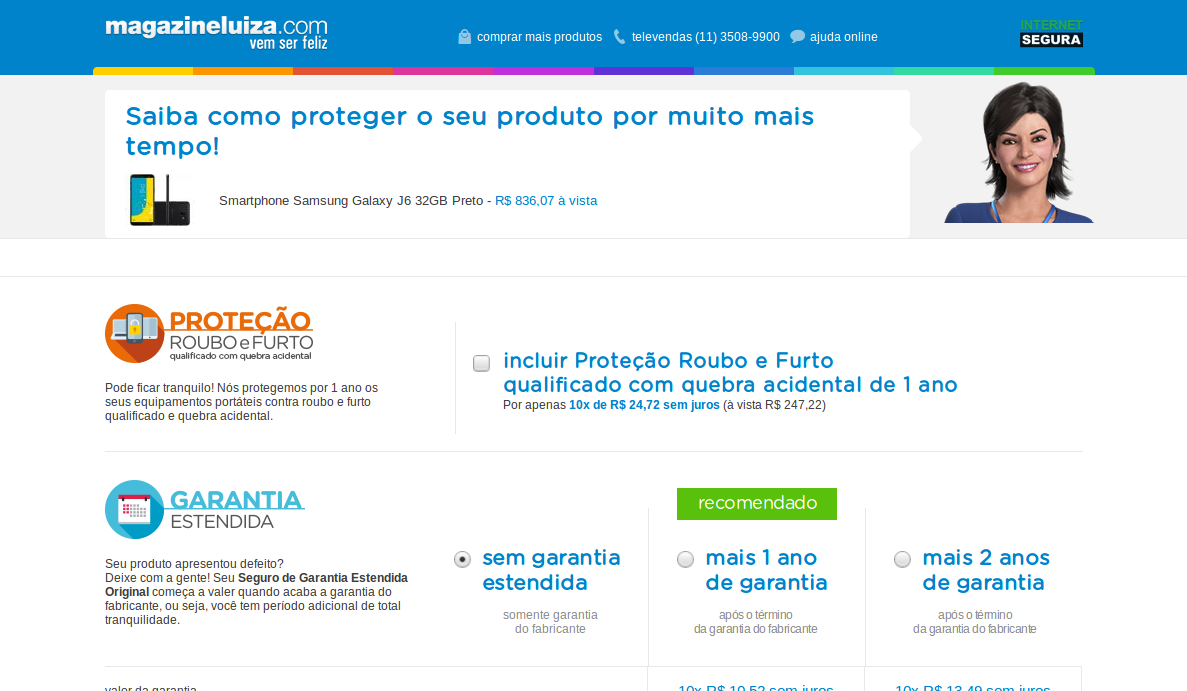 magazineluiza.com
vem ser feliz
comprar mais produtos
televendas (11) 3508-9900
ajuda online
INTERNET
SEGURA
Saiba como proteger o seu produto por muito mais
tempo!
Smartphone Samsung Galaxy J6 32GB Preto - R$ 836,07 à vista
PROTEÇÃO
ROUBO e FURTO
qualificado com quebra acidental
Pode ficar tranquilo! Nós protegemos por 1 ano os
seus equipamentos portáteis contra roubo e furto
qualificado e quebra acidental.
incluir Proteção Roubo e Furto
qualificado com quebra acidental de 1 ano
Por apenas 10x de R$ 24,72 sem juros (à vista R$ 247,22)
GARANTIA
ESTENDIDA
Seu produto apresentou defeito?
Deixe com a gente! Seu Seguro de Garantia Estendida
Original começa a valer quando acaba a garantia do
fabricante, ou seja, você tem período adicional de total
tranquilidade.
sem garantia
estendida
somente garantia
do fabricante
recomendado
mais 1 ano
de garantia
após o término
da garantia do fabricante
mais 2 anos
de garantia
após o término
da garantia do fabricante
valor da garantia
10x R$ 10,52 sem juros
10x R$ 13,49 sem juros